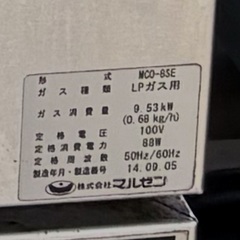 形 式 MCO-8SE
ガス種類 LPガス用
ガス消費量 9.53kW
(0.68kg/h)
定格電圧 100V
定格消費電力 88W
定格周波数 50Hz/60Hz
製造年月・製造番号 14.09.05
株式会社マルゼン